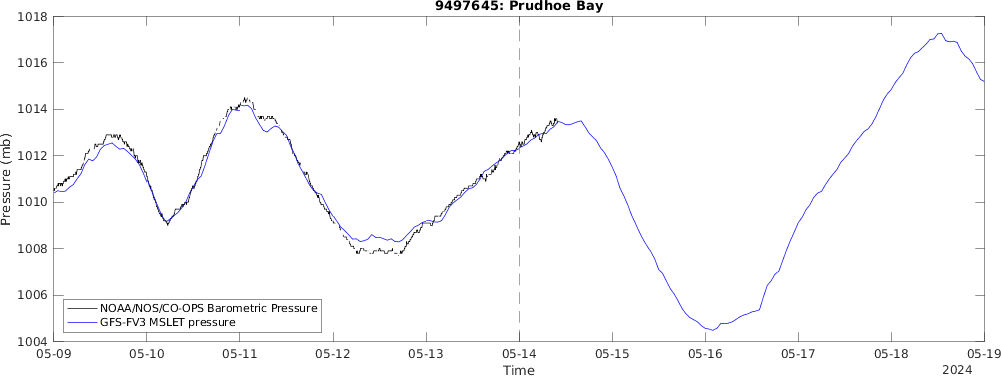 9497645: Prudhoe Bay
1018
1016
1014
1012
1010
1008
1006
1004
Pressure (mb)
NOAA/NOS/CO-OPS Barometric Pressure
GFS-FV3 MSLET pressure
05-09 05-10 05-11 05-12 05-13 05-14 05-15 05-16 05-17 05-18 05-19
Time
2024